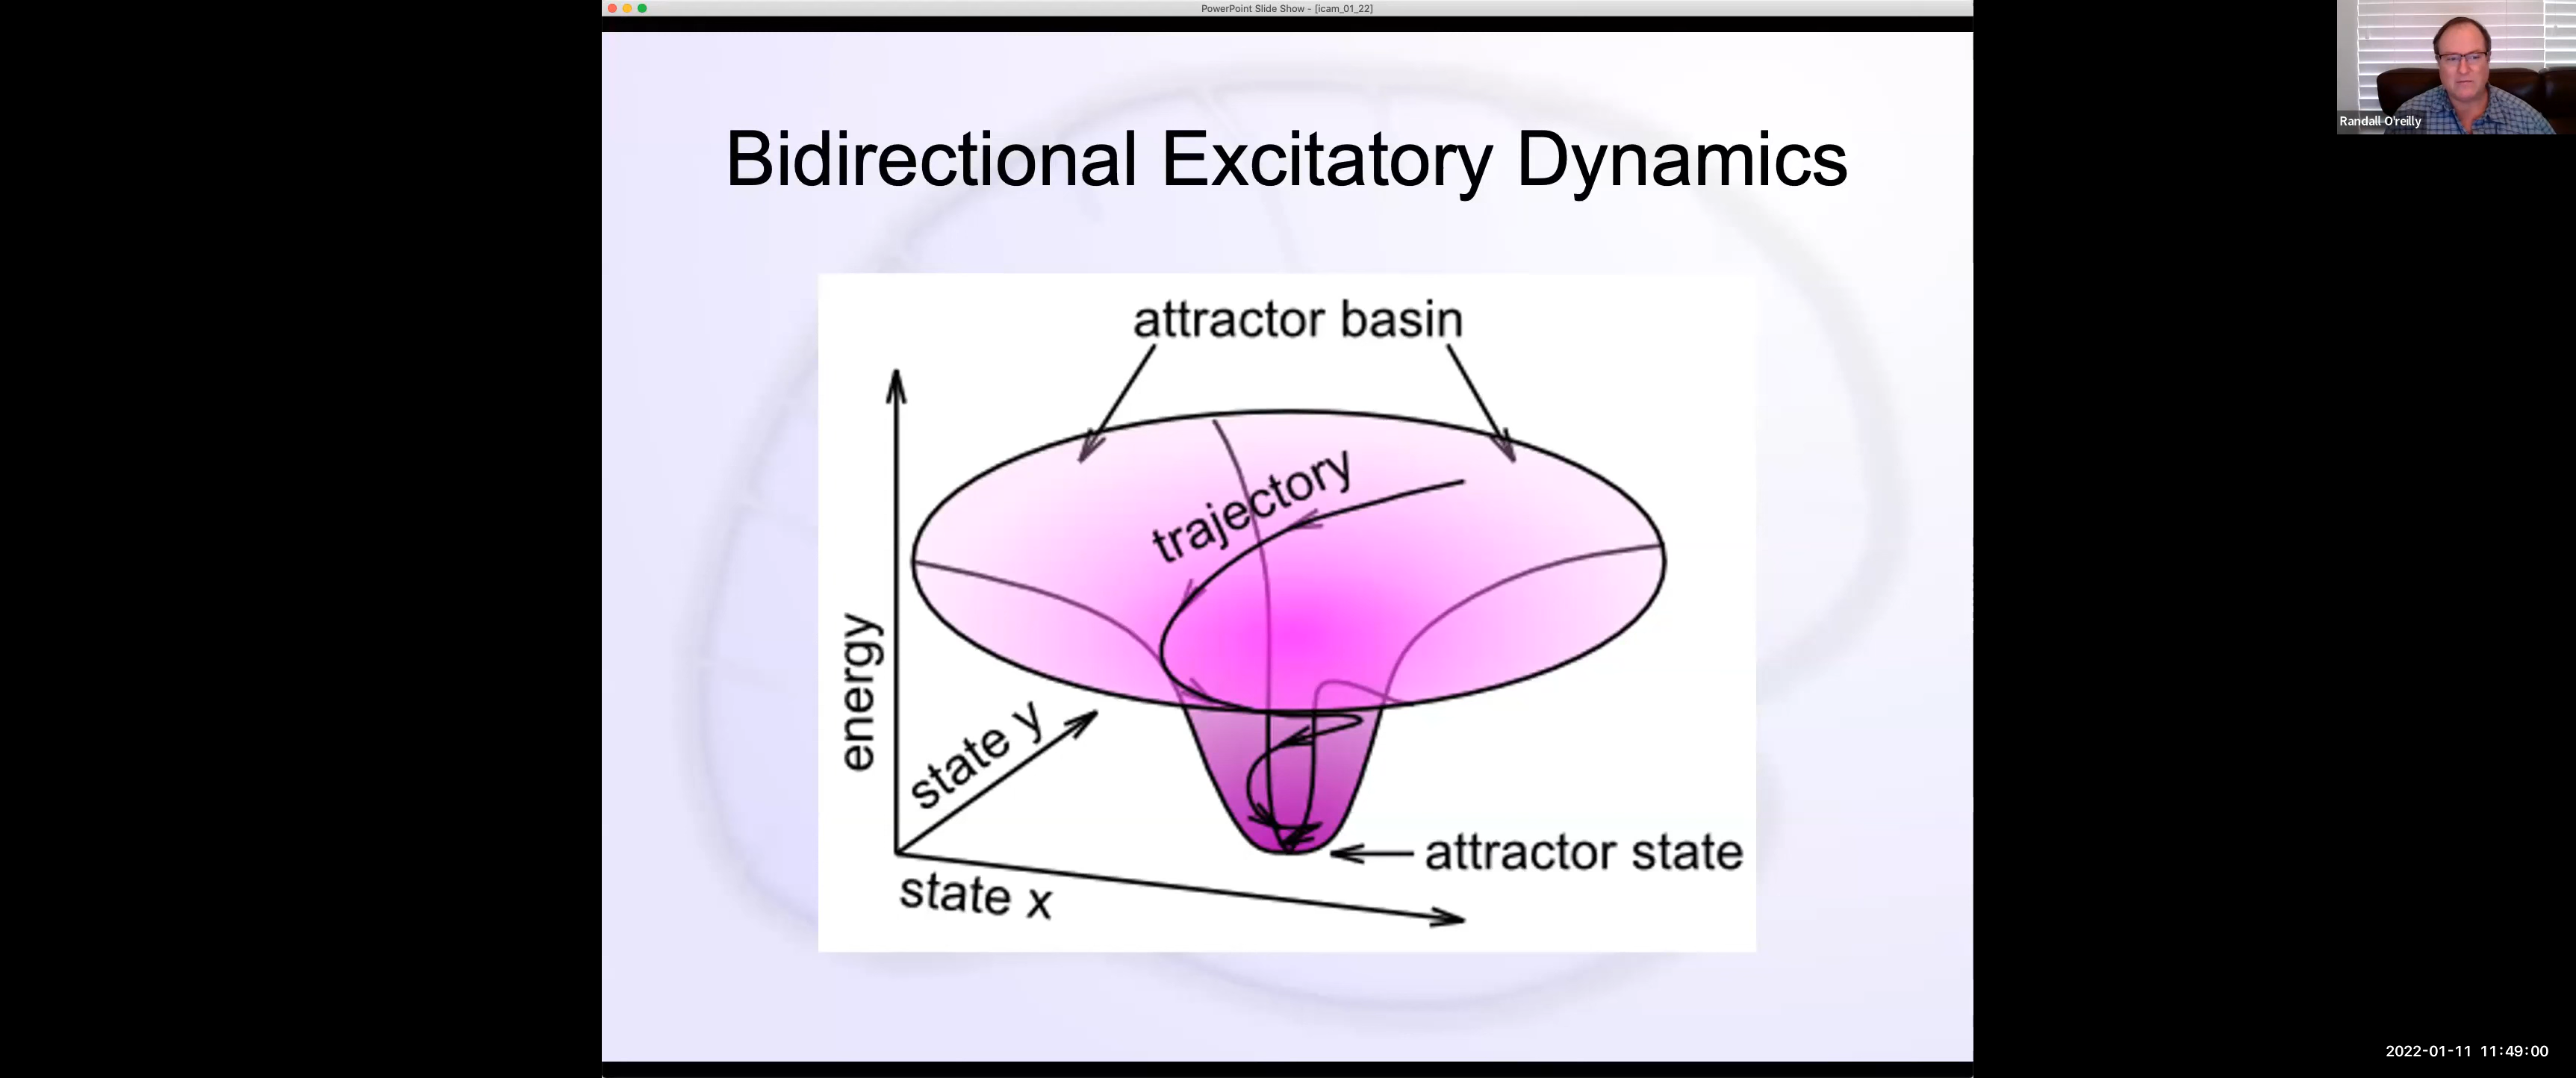 PowerPoint Slide Show - [icam_01_22]
Randall O'reilly
Bidirectional Excitatory Dynamics
attractor basin
trajectory
energy
state y
state x
attractor state
2022-01-11 11:49:00